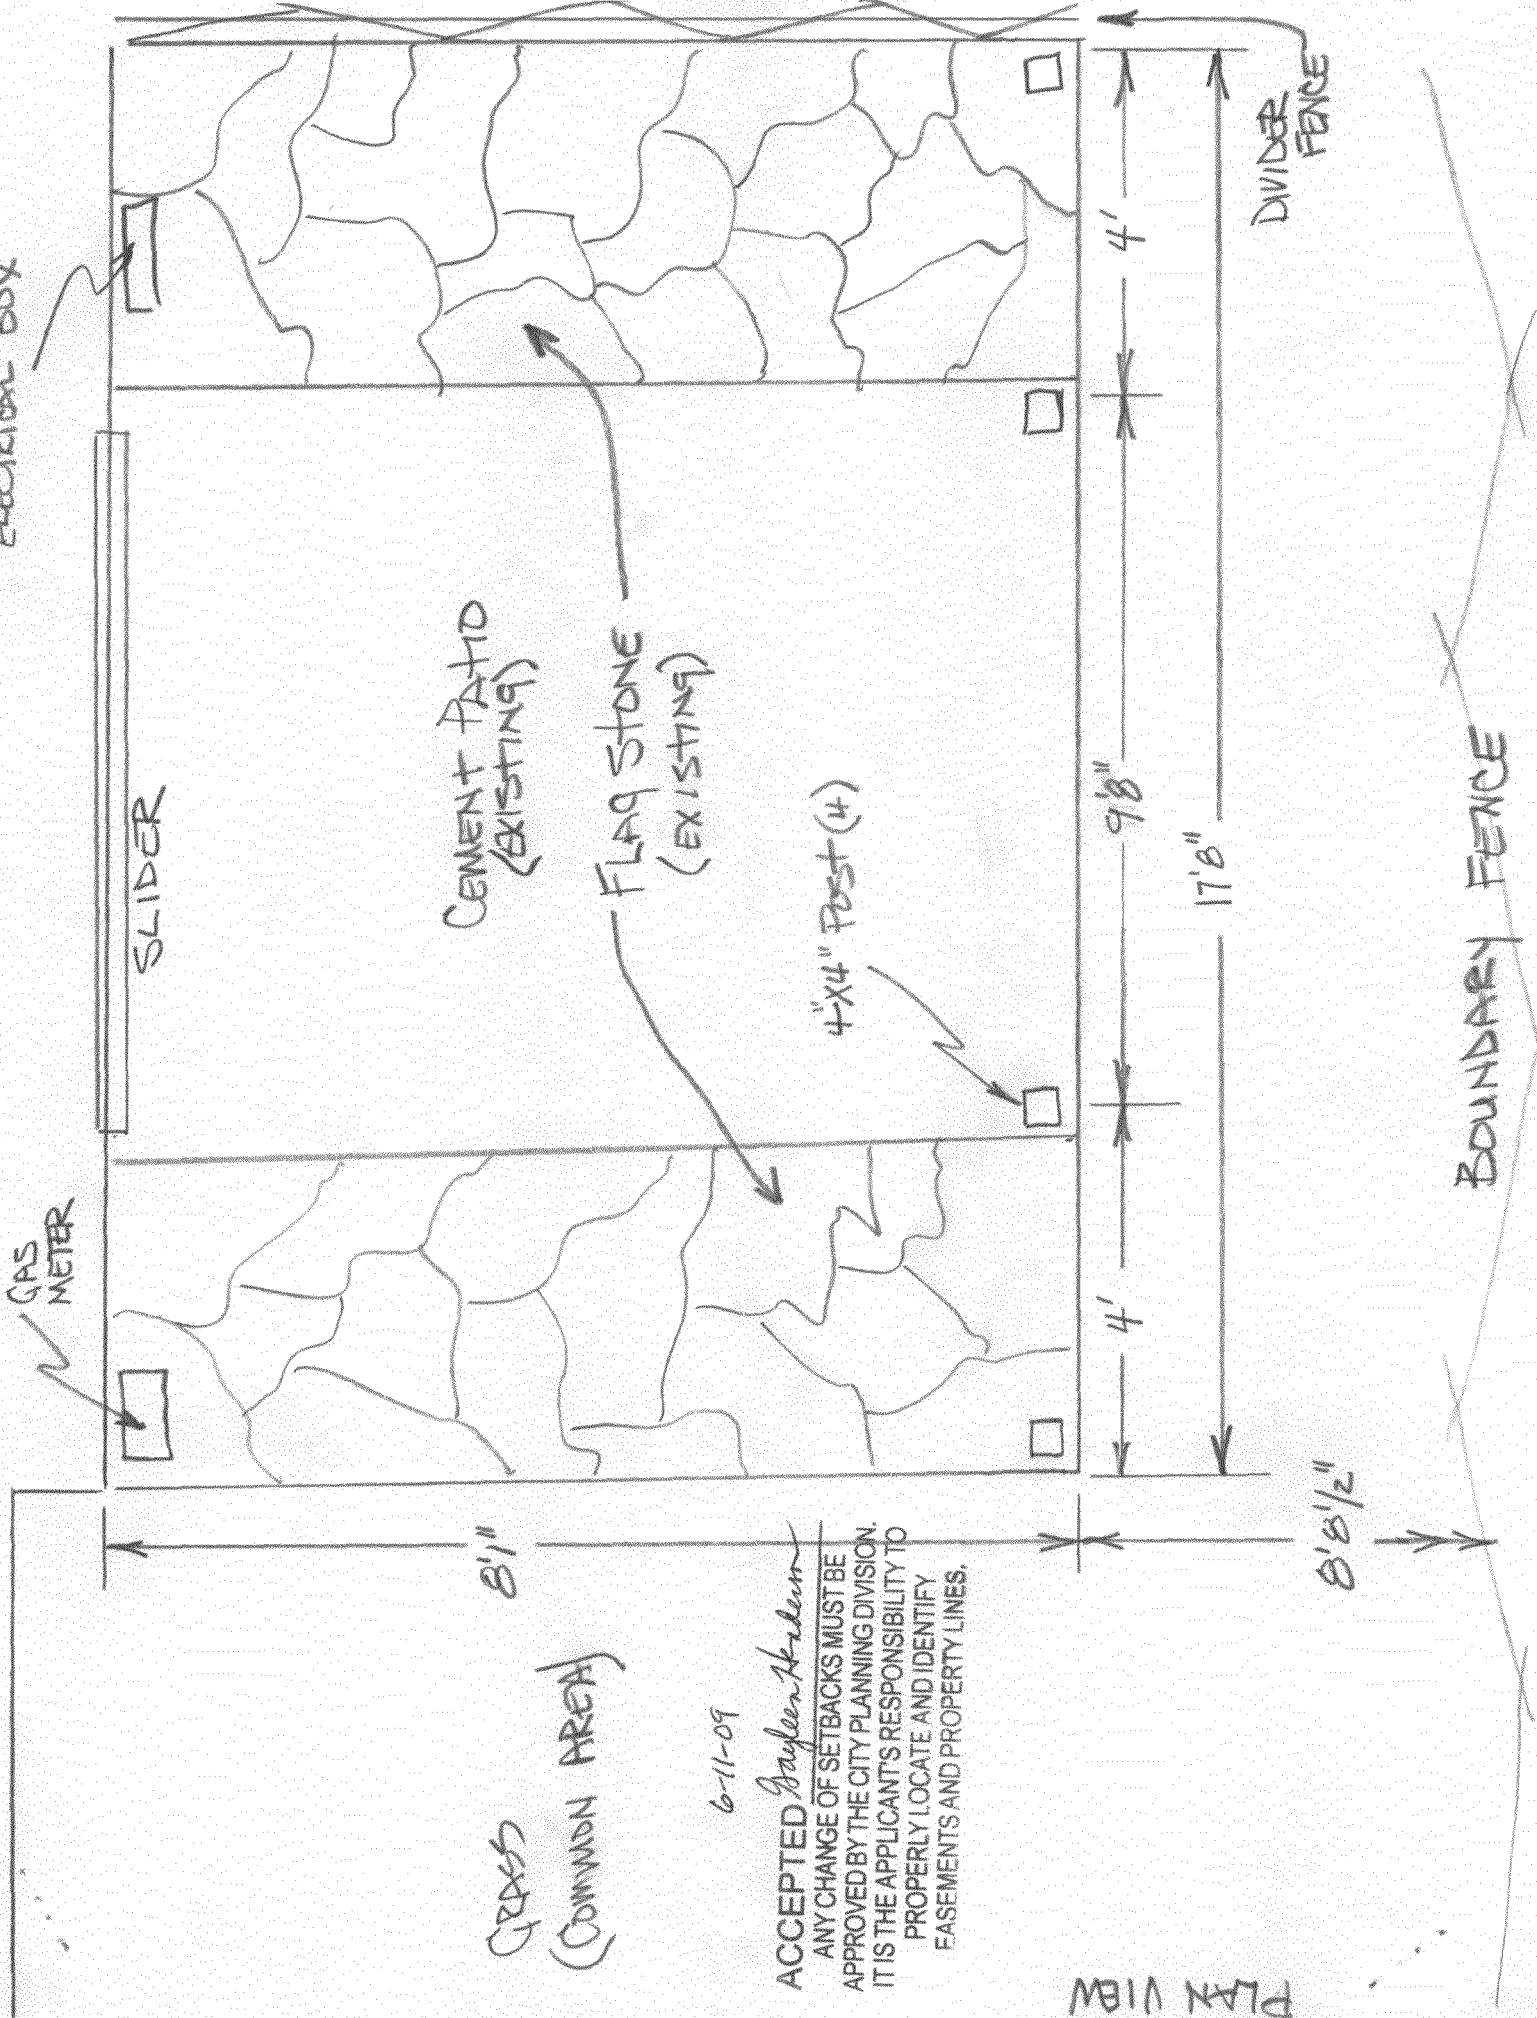 ELECTRICAL BOX
GAS
METER
SLIDER
CEMENT PATIO
(EXISTING)
FLAGSTONE
(EXISTING)
4"X4" POST (4)
4'
9'8"
4'
17'8"
DIVIDER
FENCE
BOUNDARY FENCE
8'1"
8'8 1/2"
GRASS
(COMMON AREA)
6-11-09
ACCEPTED Gayleen Henderson
ANY CHANGE OF SETBACKS MUST BE
APPROVED BY THE CITY PLANNING DIVISION.
IT IS THE APPLICANT'S RESPONSIBILITY TO
PROPERLY LOCATE AND IDENTIFY
EASEMENTS AND PROPERTY LINES.
PLAN VIEW